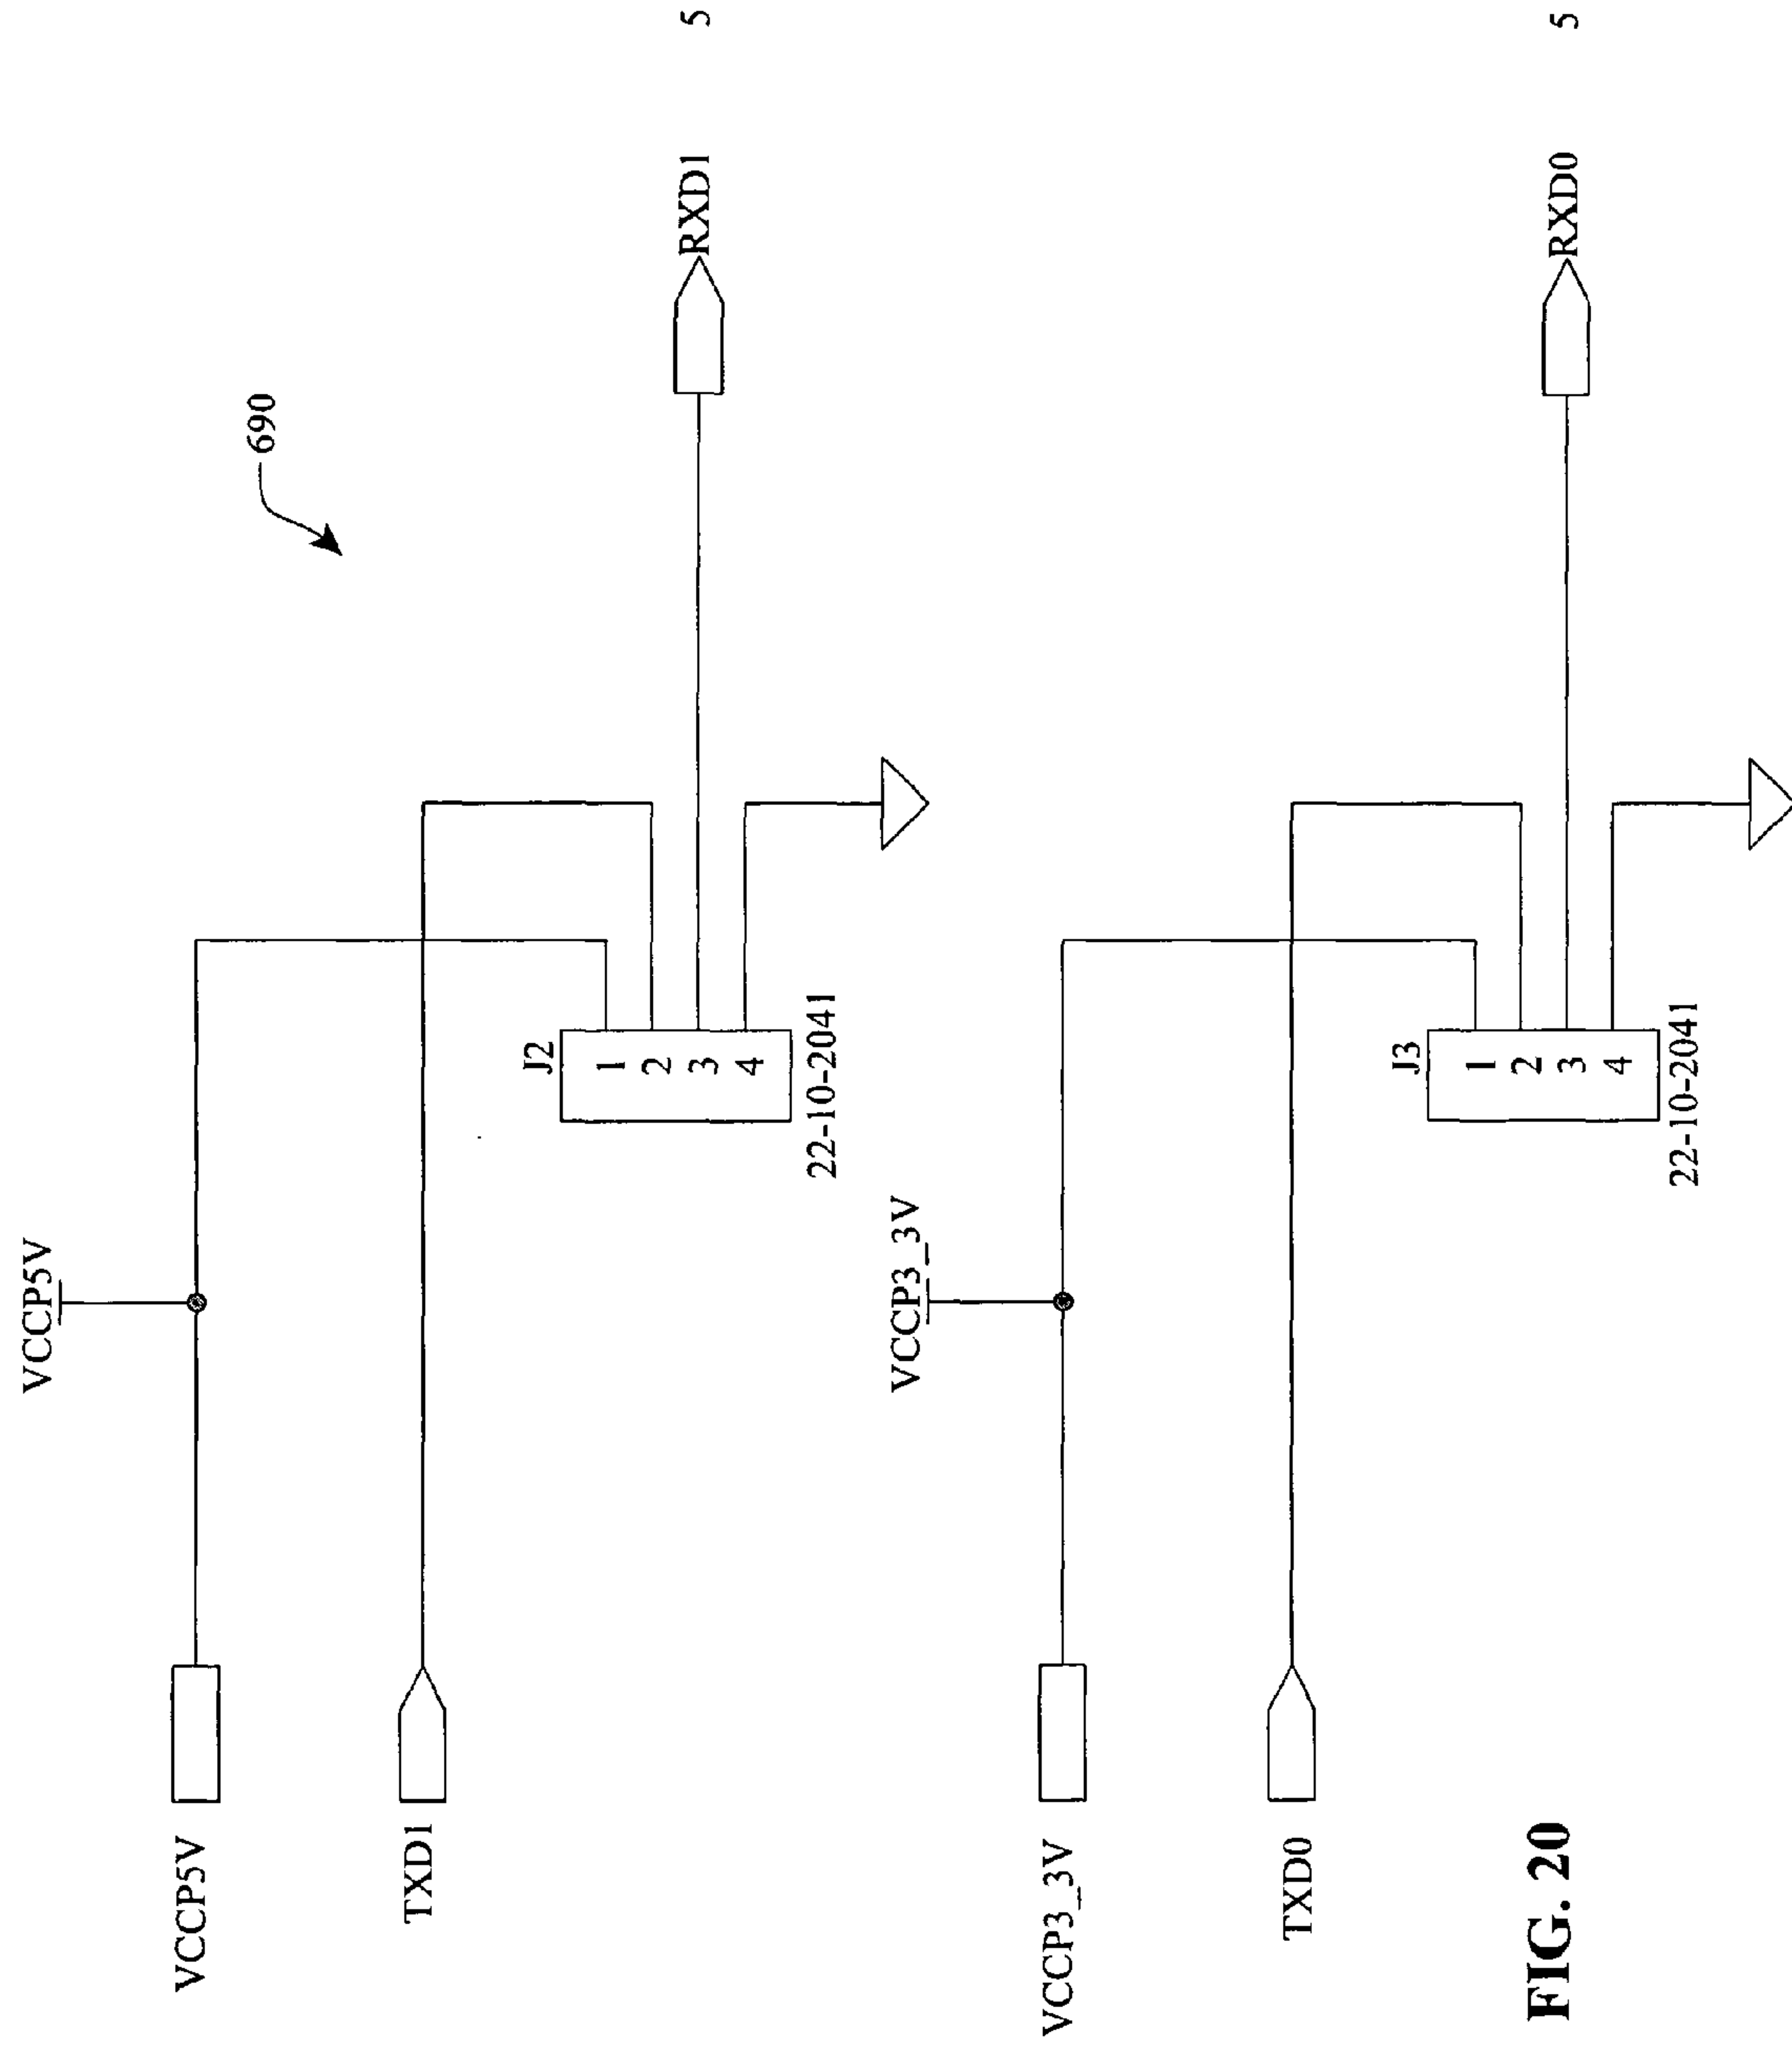 690
VCCP5V
VCCP5V
TXD1
J2
1
2
3
4
22-10-2041
RXD1
5
VCCP3_3V
VCCP3_3V
TXD0
J3
1
2
3
4
22-10-2041
RXD0
5
FIG. 20